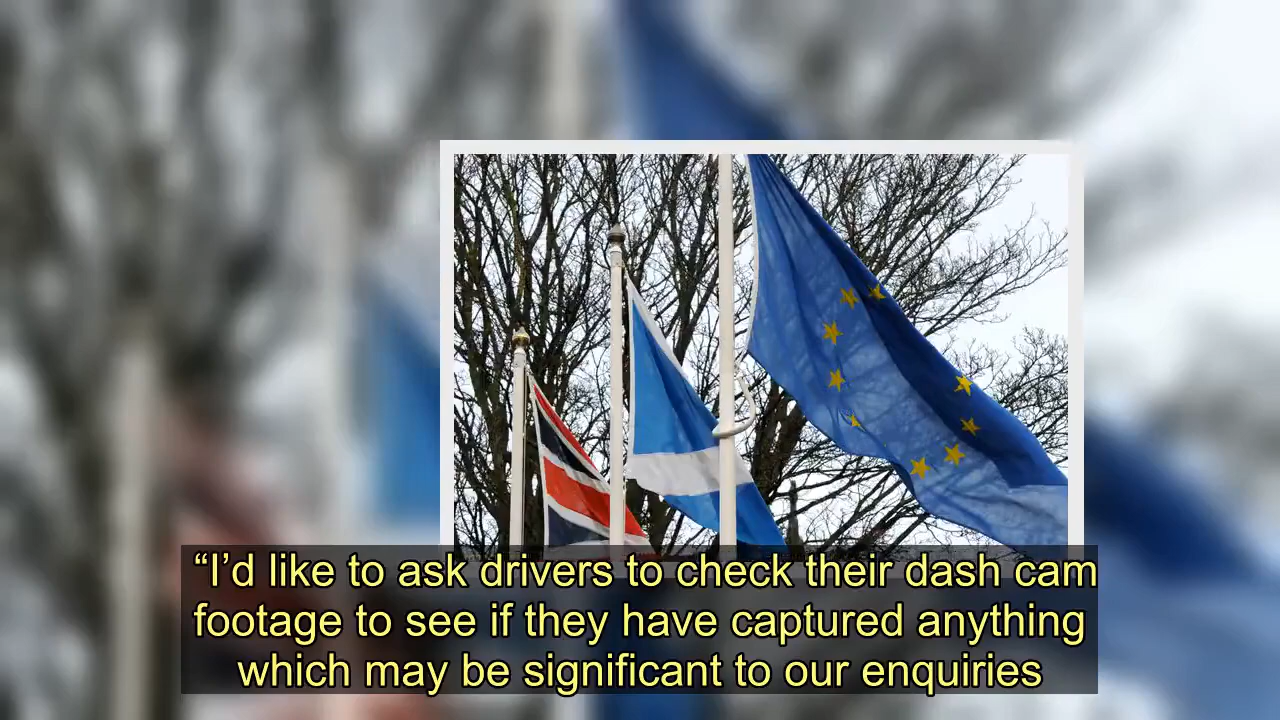 “I’d like to ask drivers to check their dash cam
footage to see if they have captured anything
which may be significant to our enquiries